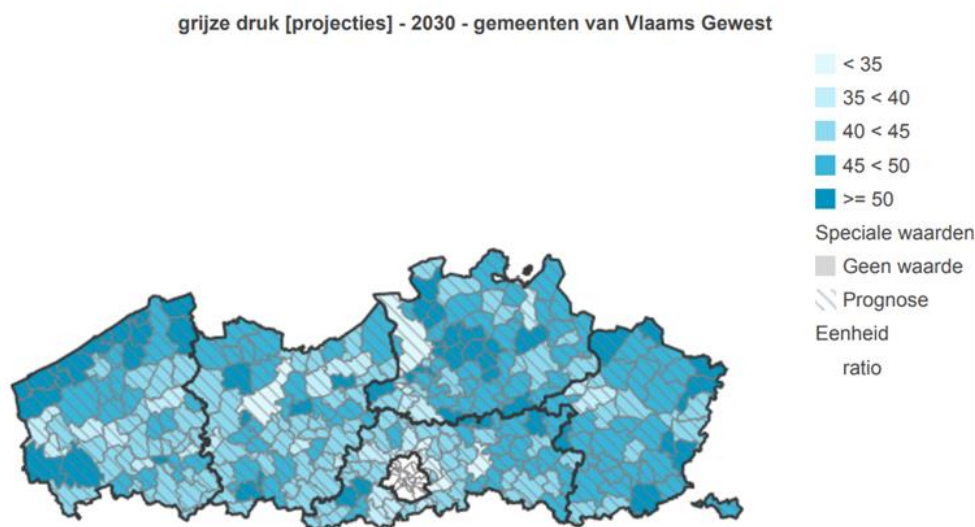 grijze druk [projecties] - 2030 - gemeenten van Vlaams Gewest
< 35
35 < 40
40 < 45
45 < 50
>= 50
Speciale waarden
Geen waarde
Prognose
Eenheid
ratio